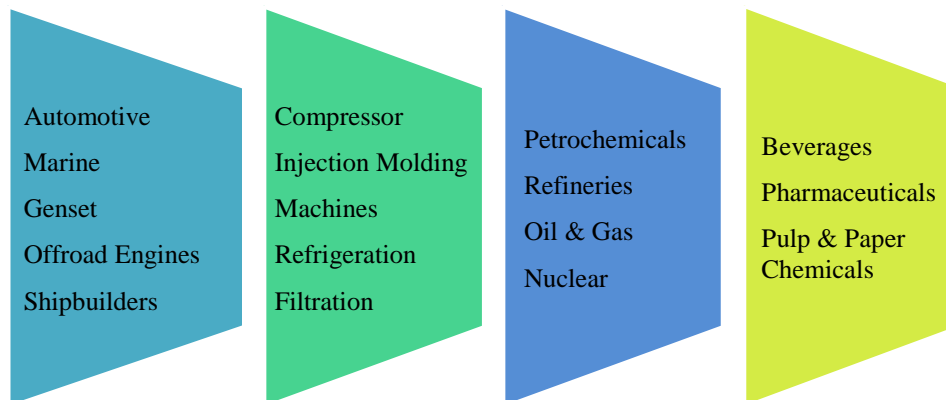 Automotive
Marine
Genset
Offroad Engines
Shipbuilders
Compressor
Injection Molding
Machines
Refrigeration
Filtration
Petrochemicals
Refineries
Oil & Gas
Nuclear
Beverages
Pharmaceuticals
Pulp & Paper
Chemicals